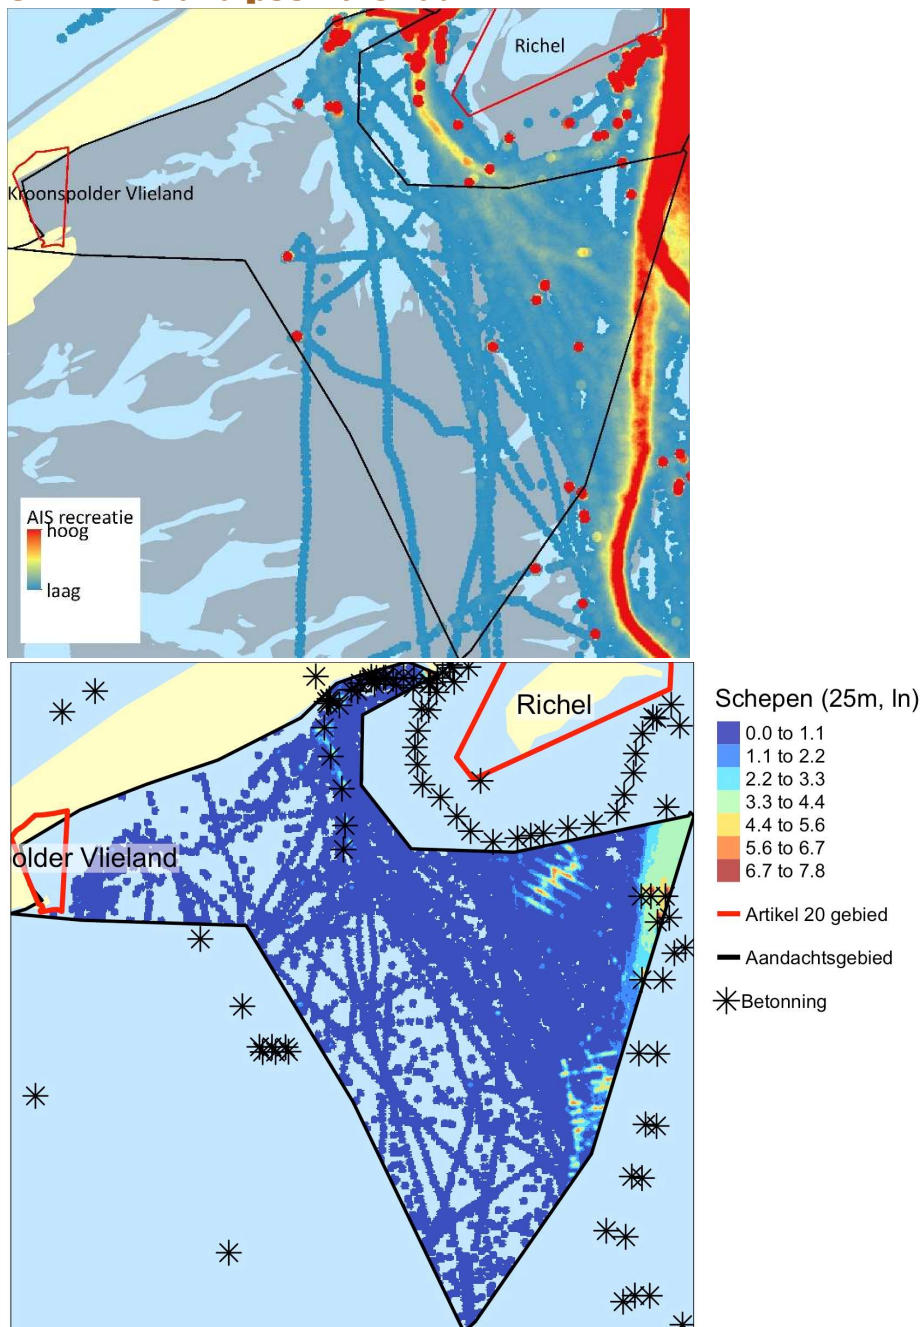 Richel
Kroonspolder Vlieland
AIS recreatie
hoog
laag
Richel
older Vlieland
Schepen (25m, ln)
0.0 to 1.1
1.1 to 2.2
2.2 to 3.3
3.3 to 4.4
4.4 to 5.6
5.6 to 6.7
6.7 to 7.8
Artikel 20 gebied
Aandachtsgebied
Betonning